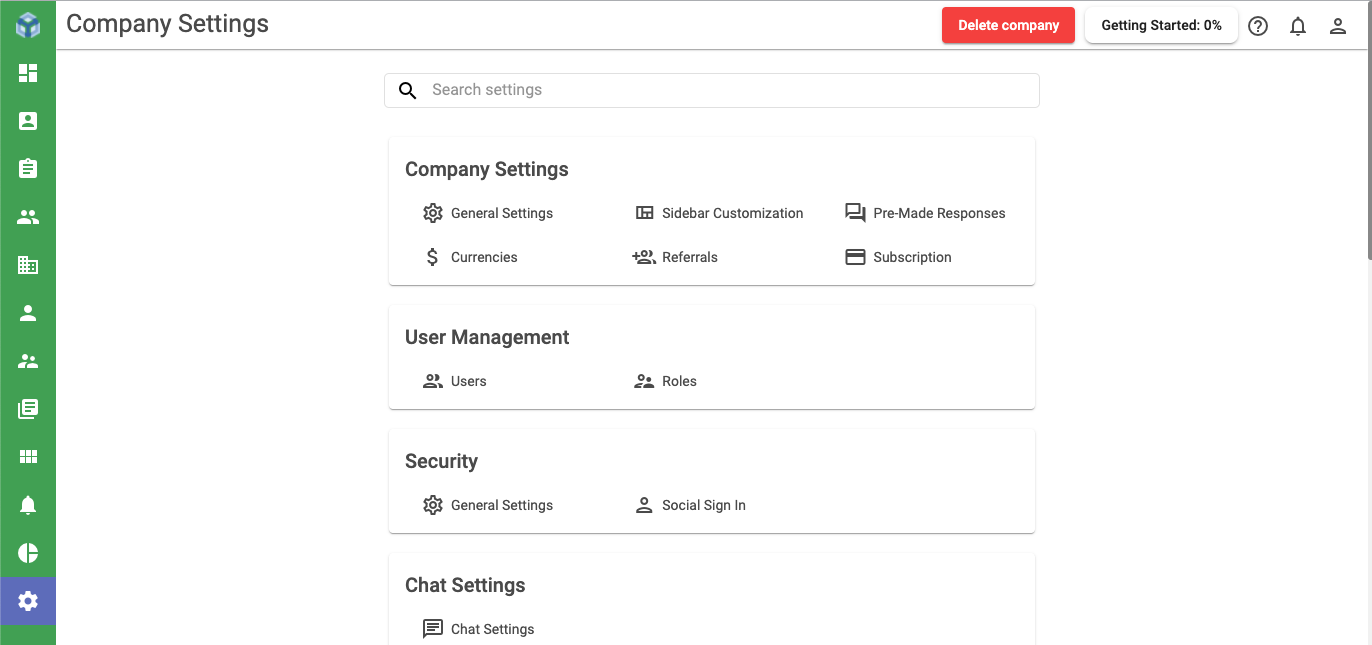 Company Settings
Delete company
Getting Started: 0%
Search settings
Company Settings
General Settings
Sidebar Customization
Pre-Made Responses
Currencies
Referrals
Subscription
User Management
Users
Roles
Security
General Settings
Social Sign In
Chat Settings
Chat Settings